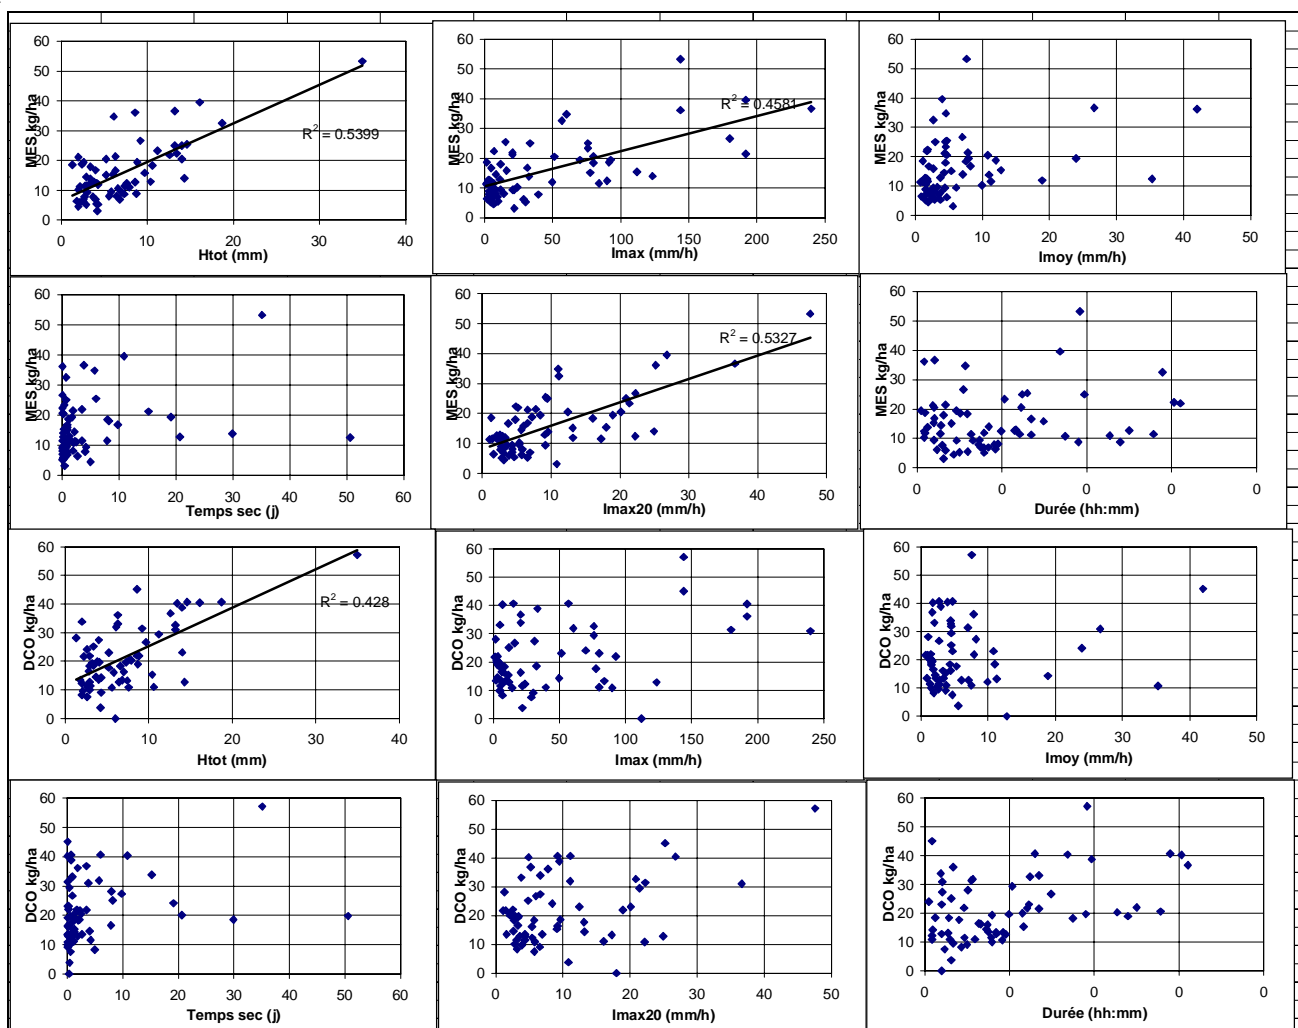 60
50
40
30
20
10
0
MES kg/ha
R² = 0.5399
0 10 20 30 40
Htot (mm)
60
50
40
30
20
10
0
MES kg/ha
R² = 0.4581
0 50 100 150 200 250
Imax (mm/h)
60
50
40
30
20
10
0
MES kg/ha
0 10 20 30 40 50
Imoy (mm/h)
60
50
40
30
20
10
0
MES kg/ha
0 10 20 30 40 50 60
Temps sec (j)
60
50
40
30
20
10
0
MES kg/ha
R² = 0.5327
0 10 20 30 40 50
Imax20 (mm/h)
60
50
40
30
20
10
0
MES kg/ha
0 0 0 0 0
Durée (hh:mm)
60
50
40
30
20
10
0
DCO kg/ha
R² = 0.428
0 10 20 30 40
Htot (mm)
60
50
40
30
20
10
0
DCO kg/ha
0 50 100 150 200 250
Imax (mm/h)
60
50
40
30
20
10
0
DCO kg/ha
0 10 20 30 40 50
Imoy (mm/h)
60
50
40
30
20
10
0
DCO kg/ha
0 10 20 30 40 50 60
Temps sec (j)
60
50
40
30
20
10
0
DCO kg/ha
0 10 20 30 40 50
Imax20 (mm/h)
60
50
40
30
20
10
0
DCO kg/ha
0 0 0 0 0
Durée (hh:mm)